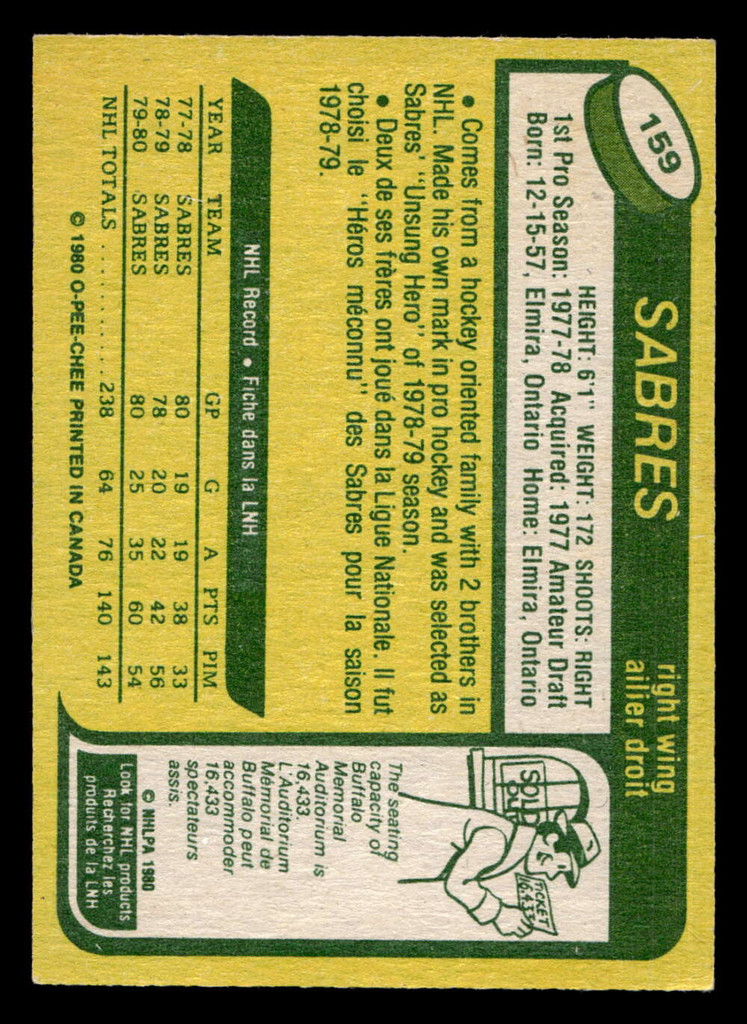 159
SABRES
right wing
ailier droit
HEIGHT: 6'1" WEIGHT: 172 SHOOTS: RIGHT
1st Pro Season: 1977-78 Acquired: 1977 Amateur Draft
Born: 12-15-57, Elmira, Ontario Home: Elmira, Ontario
• Comes from a hockey oriented family with 2 brothers in
NHL. Made his own mark in pro hockey and was selected as
Sabres' "Unsung Hero" of 1978-79 season.
• Deux de ses frères ont joué dans la Ligue Nationale. Il fut
choisi le "Héros méconnu" des Sabres pour la saison
1978-79.
NHL Record • Fiche dans la LNH
YEAR TEAM GP G A PTS PIM
77-78 SABRES 80 19 19 38 33
78-79 SABRES 78 20 22 42 56
79-80 SABRES 80 25 35 60 54
NHL TOTALS .......... 238 64 76 140 143
© 1980 O-PEE-CHEE PRINTED IN CANADA
SOLD
OUT
TICKET
16,433
The seating
capacity of
Buffalo
Memorial
Auditorium is
16,433.
L'Auditorium
Mémorial de
Buffalo peut
accommoder
16,433
spectateurs
assis.
© NHLPA 1980
Look for NHL products
Recherchez les
produits de la LNH